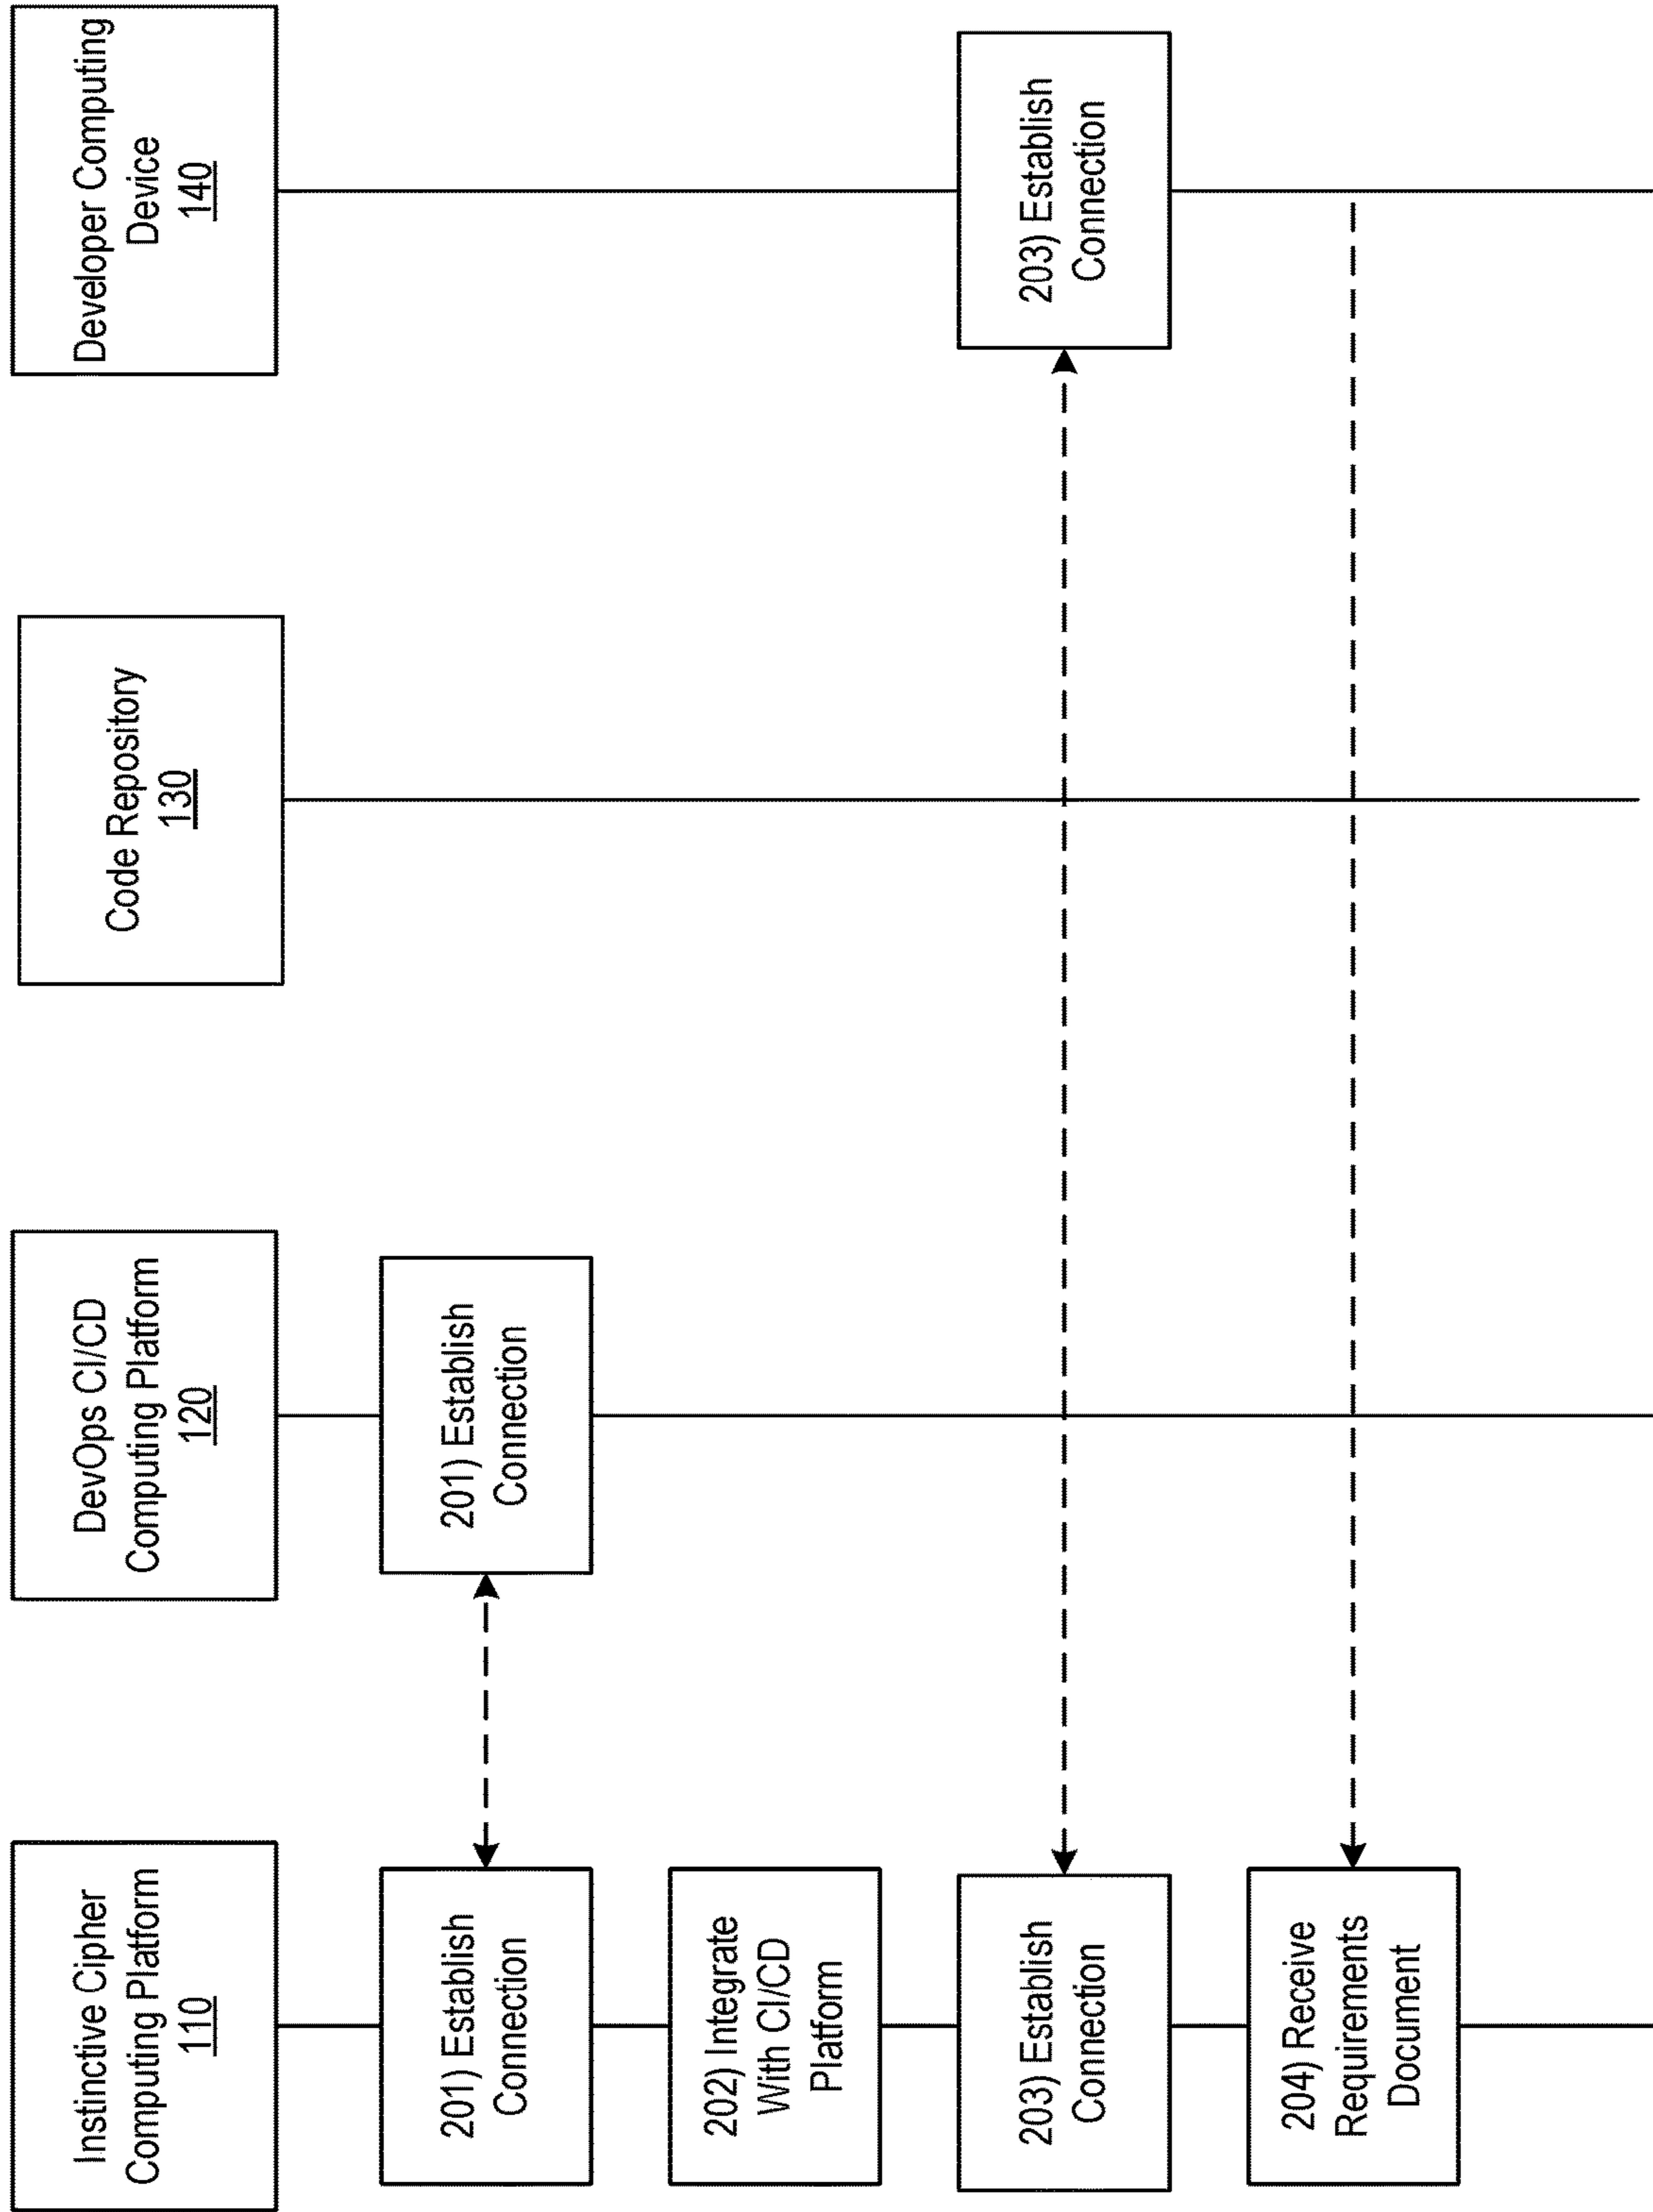 Instinctive Cipher
Computing Platform
110
DevOps CI/CD
Computing Platform
120
Code Repository
130
Developer Computing
Device
140
201) Establish
Connection
201) Establish
Connection
202) Integrate
With CI/CD
Platform
203) Establish
Connection
203) Establish
Connection
204) Receive
Requirements
Document